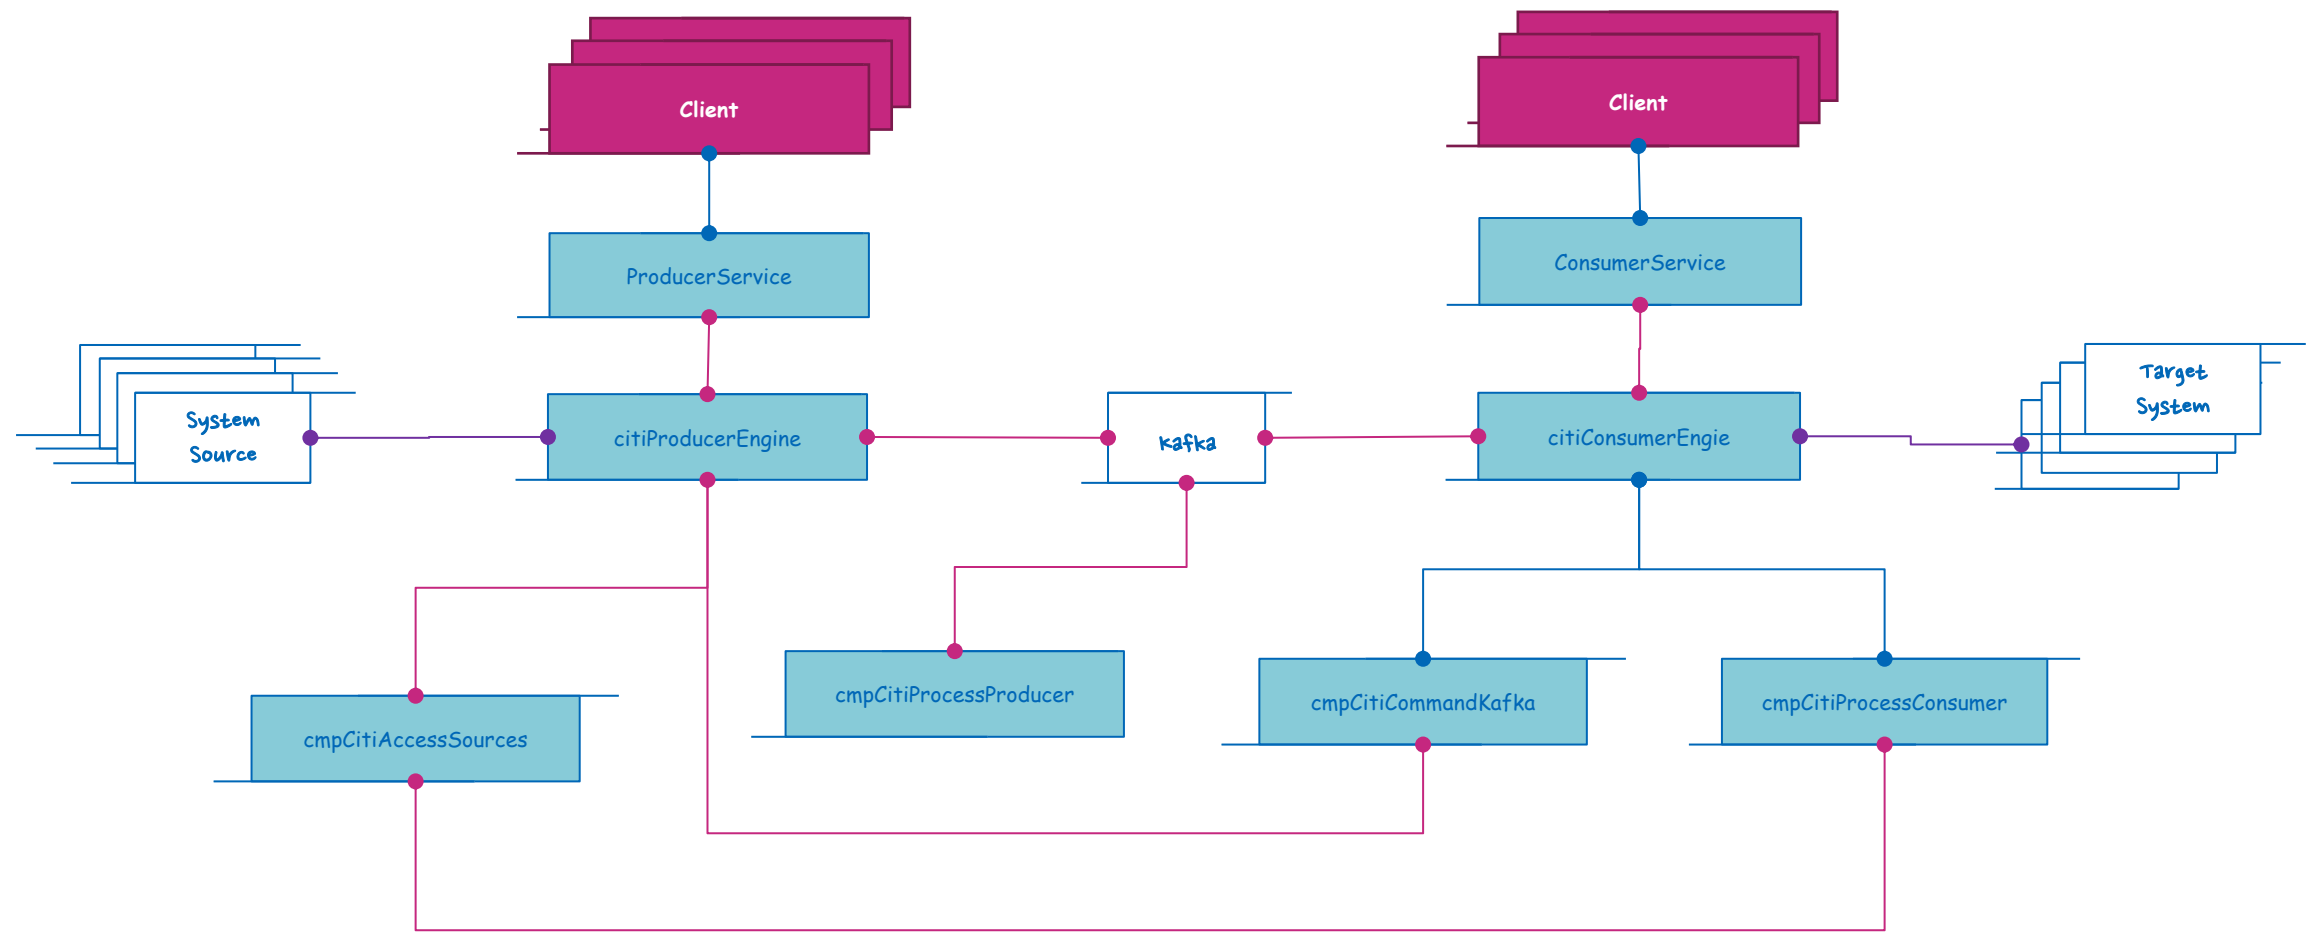 Client
Client
ProducerService
ConsumerService
System
Source
citiProducerEngine
kafka
citiConsumerEngie
Target
System
cmpCitiAccessSources
cmpCitiProcessProducer
cmpCitiCommandKafka
cmpCitiProcessConsumer